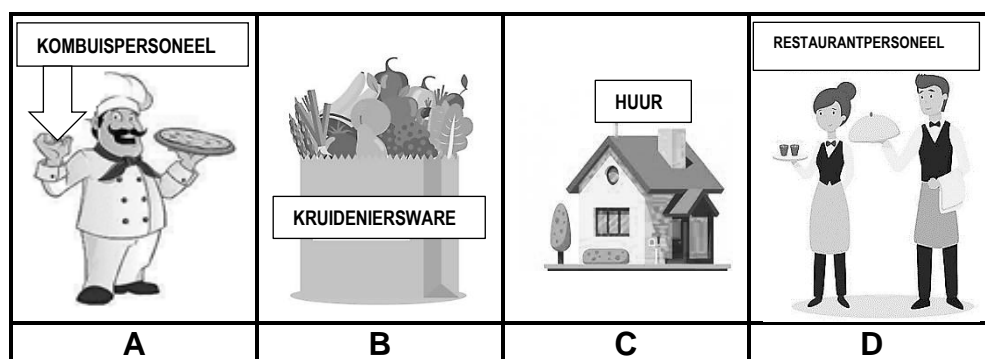 KOMBUISPERSONEEL
KRUIDENIERSWARE
HUUR
RESTAURANTPERSONEEL
A
B
C
D